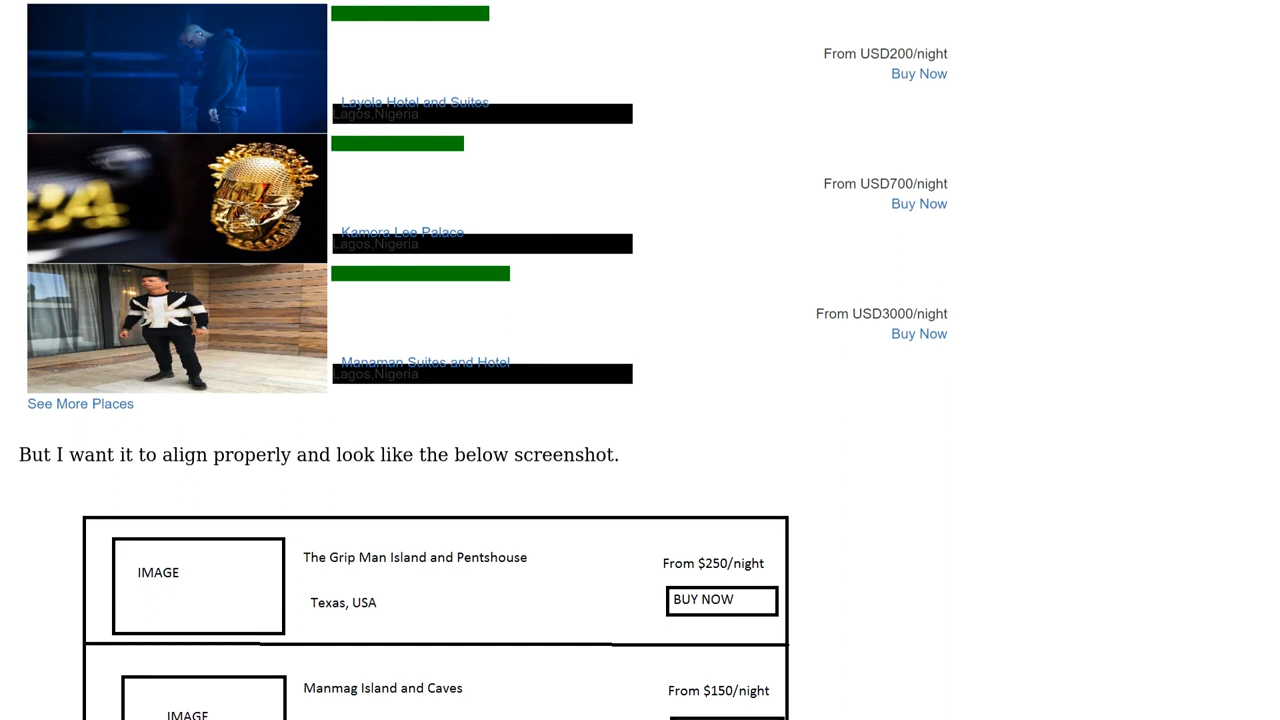 From USD200/night
Buy Now
Layola Hotel and Suites
Lagos,Nigeria
From USD700/night
Buy Now
Kamora Lee Palace
Lagos,Nigeria
From USD3000/night
Buy Now
Manaman Suites and Hotel
Lagos,Nigeria
See More Places
But I want it to align properly and look like the below screenshot.
IMAGE
The Grip Man Island and Pentshouse
From $250/night
Texas, USA
BUY NOW
Manmag Island and Caves
From $150/night
IMAGE